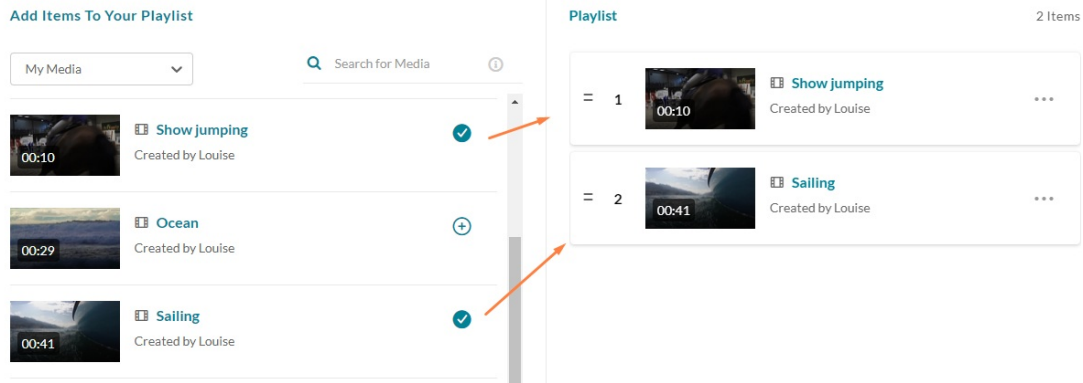 Add Items To Your Playlist
My Media
Search for Media
00:10
Show jumping
Created by Louise
00:29
Ocean
Created by Louise
00:41
Sailing
Created by Louise
Playlist
2 Items
1
00:10
Show jumping
Created by Louise
2
00:41
Sailing
Created by Louise